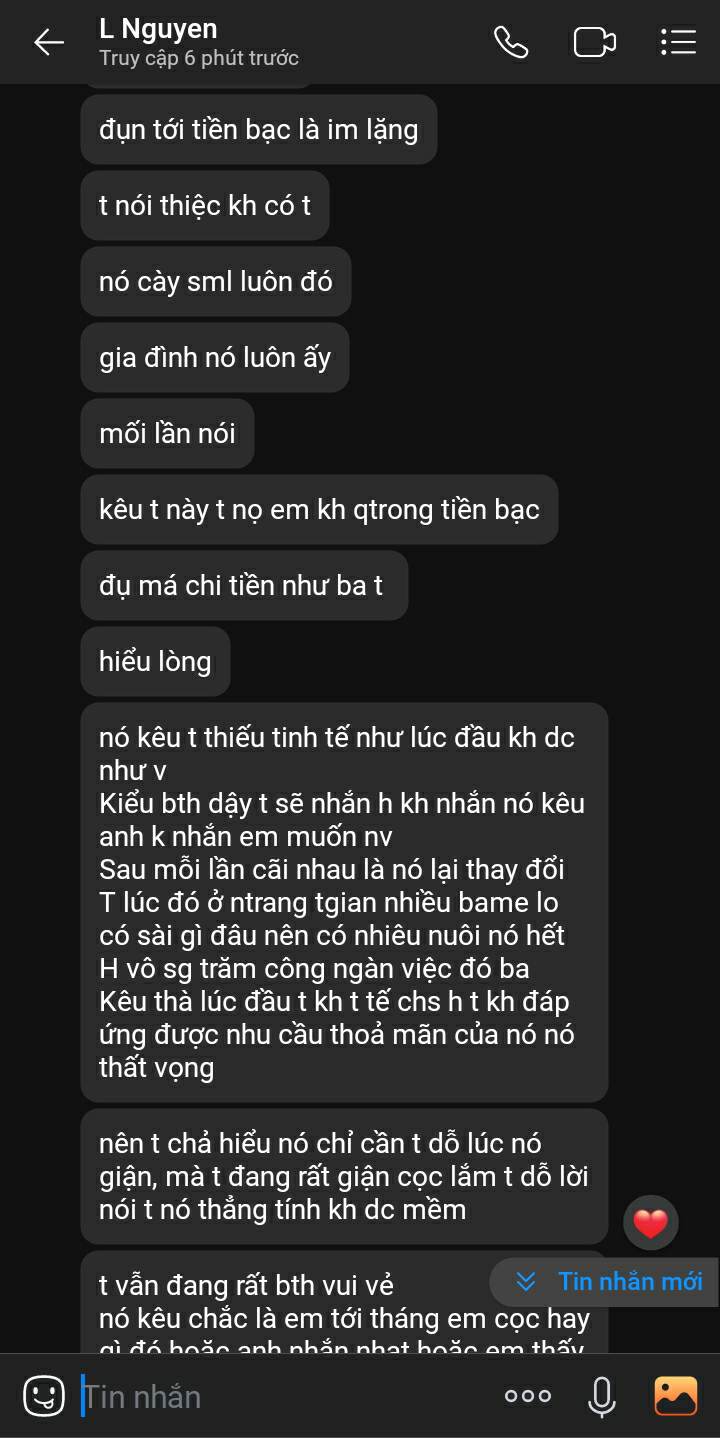 L Nguyen
Truy cập 6 phút trước
đụn tới tiền bạc là im lặng
t nói thiệc kh có t
nó cày sml luôn đó
gia đình nó luôn ấy
mối lần nói
kêu t này t nọ em kh qtrong tiền bạc
đụ má chi tiền như ba t
hiểu lòng
nó kêu t thiếu tinh tế như lúc đầu kh dc
như v
Kiểu bth dậy t sẽ nhắn h kh nhắn nó kêu
anh k nhắn em muốn nv
Sau mỗi lần cãi nhau là nó lại thay đổi
T lúc đó ở ntrang tgian nhiều bame lo
có sài gì đâu nên có nhiêu nuôi nó hết
H vô sg trăm công ngàn việc đó ba
Kêu thà lúc đầu t kh t tế chs h t kh đáp
ứng được nhu cầu thoả mãn của nó nó
thất vọng
nên t chả hiểu nó chỉ cần t dỗ lúc nó
giận, mà t đang rất giận cọc lắm t dỗ lời
nói t nó thẳng tính kh dc mềm
t vẫn đang rất bth vui vẻ
Tin nhắn mới
nó kêu chắc là em tới tháng em cọc hay
gì đó hoặc anh nhắn nhạt hoặc em thấy
Tin nhắn